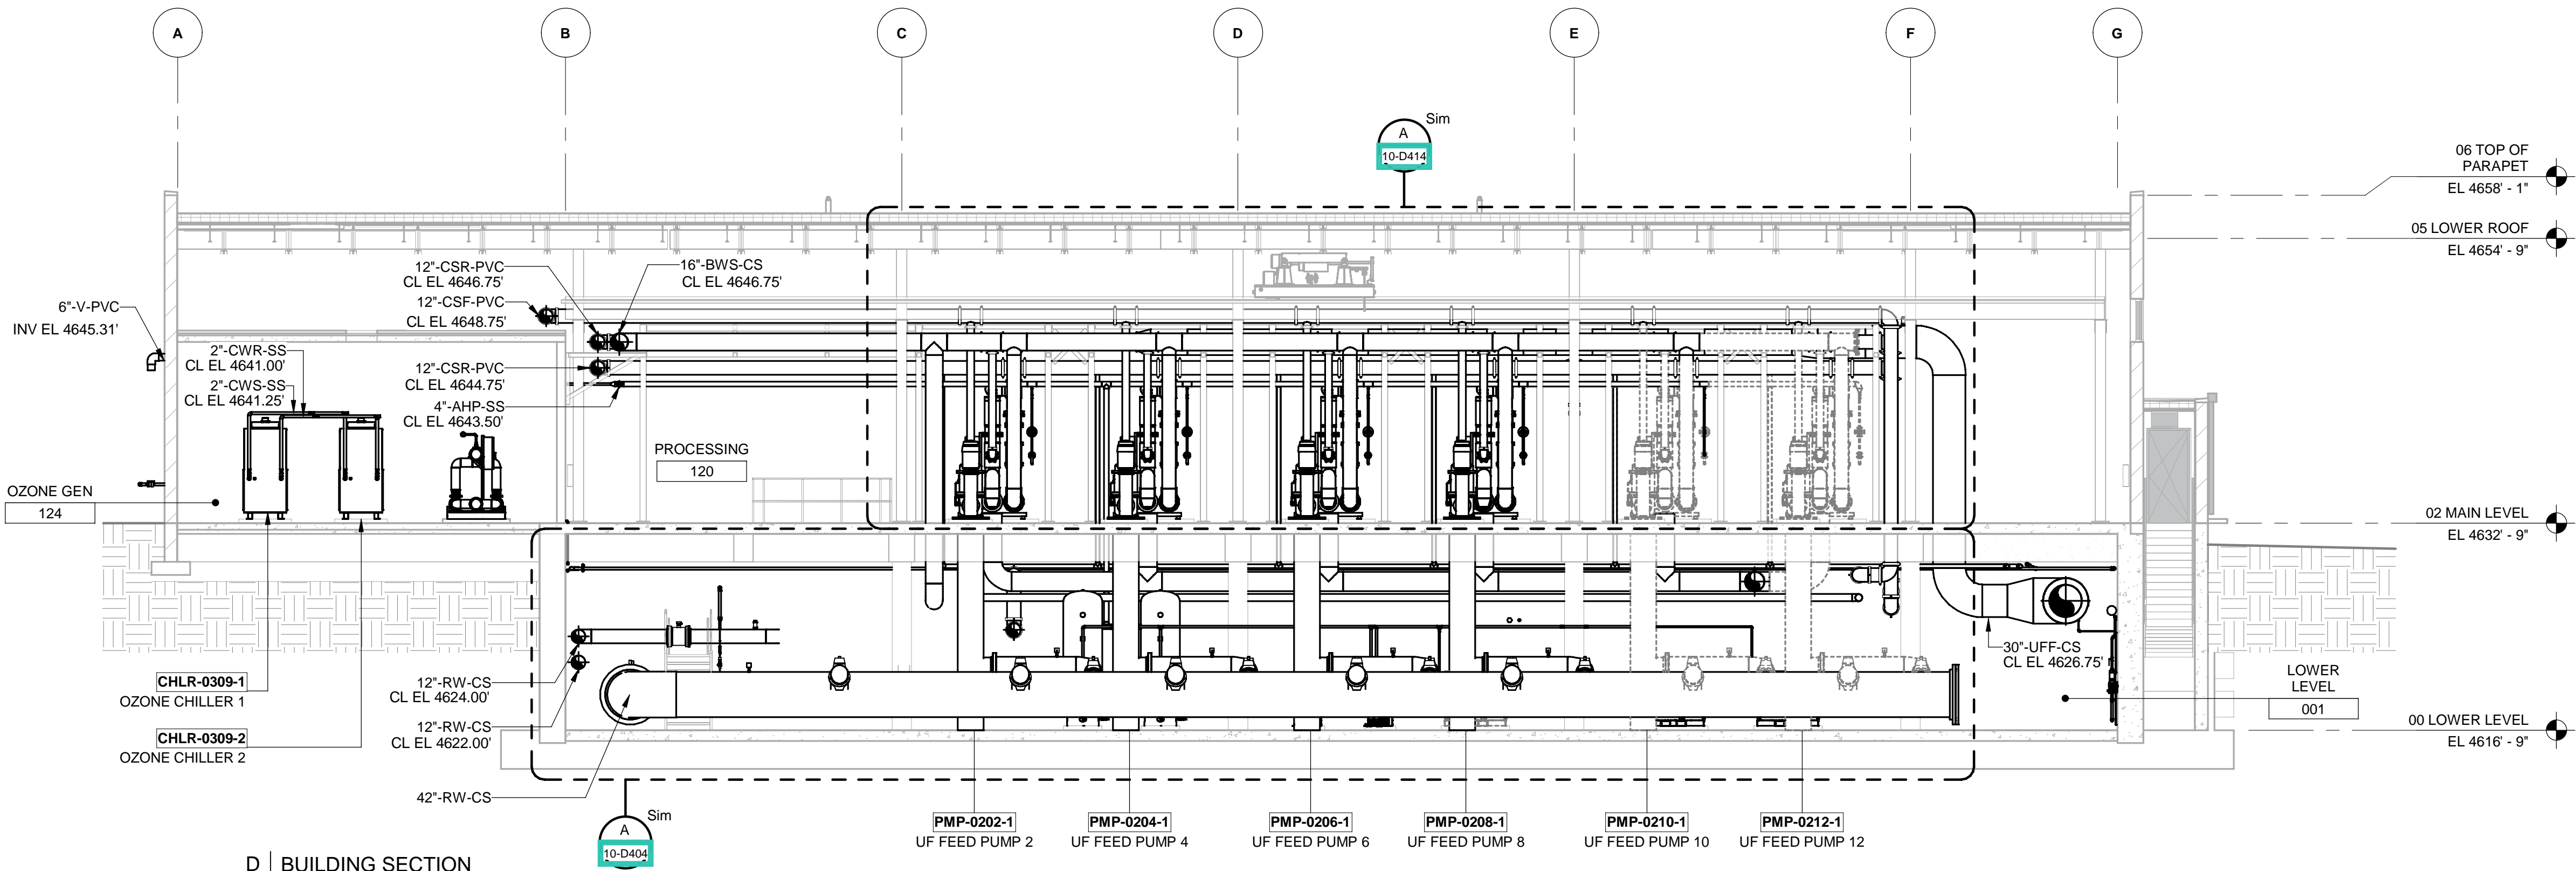 A
B
C
D
E
F
G
A
Sim
10-D414
06 TOP OF
PARAPET
EL 4658' - 1"
05 LOWER ROOF
EL 4654' - 9"
12"-CSR-PVC
CL EL 4646.75'
16"-BWS-CS
CL EL 4646.75'
12"-CSF-PVC
CL EL 4648.75'
6"-V-PVC
INV EL 4645.31'
2"-CWR-SS
CL EL 4641.00'
2"-CWS-SS
CL EL 4641.25'
12"-CSR-PVC
CL EL 4644.75'
4"-AHP-SS
CL EL 4643.50'
PROCESSING
120
OZONE GEN
124
02 MAIN LEVEL
EL 4632' - 9"
30"-UFF-CS
CL EL 4626.75'
LOWER
LEVEL
001
00 LOWER LEVEL
EL 4616' - 9"
CHLR-0309-1
OZONE CHILLER 1
CHLR-0309-2
OZONE CHILLER 2
12"-RW-CS
CL EL 4624.00'
12"-RW-CS
CL EL 4622.00'
42"-RW-CS
A
Sim
10-D404
PMP-0202-1
UF FEED PUMP 2
PMP-0204-1
UF FEED PUMP 4
PMP-0206-1
UF FEED PUMP 6
PMP-0208-1
UF FEED PUMP 8
PMP-0210-1
UF FEED PUMP 10
PMP-0212-1
UF FEED PUMP 12
D BUILDING SECTION